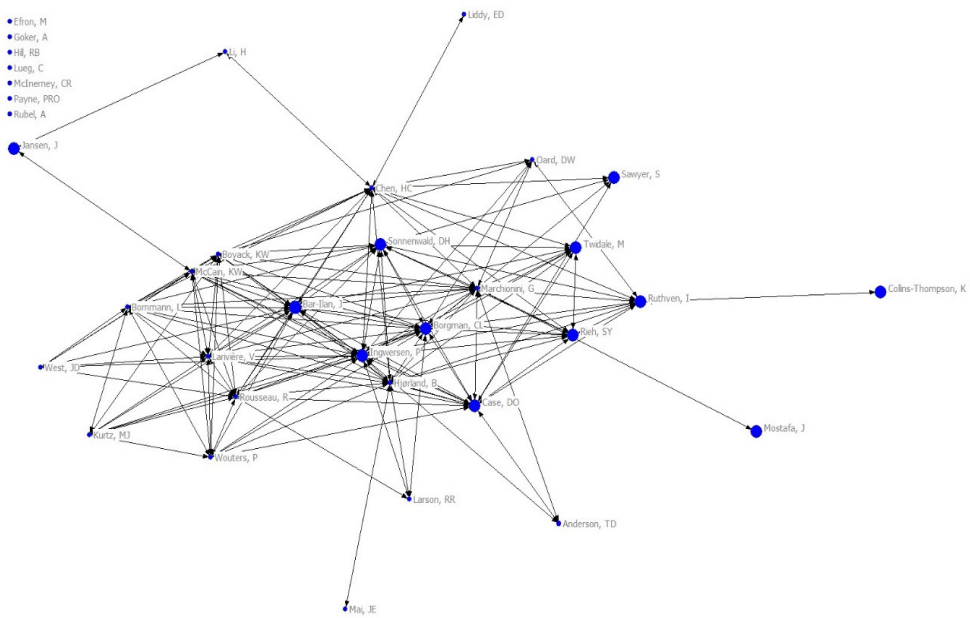 Efron, M
Goker, A
Hill, RB
Lueg, C
McInerney, CR
Payne, PRO
Rubel, A
Liddy, ED
Li, H
Jansen, J
Oard, DW
Sawyer, S
Chen, HC
Sonnenwald, DH
Twidale, M
Boyack, KW
McCain, KW
Marchionini, G
Collins-Thompson, K
Ruthven, I
Bar-Ilan, J
Bornmann, L
Borgman, CL
Rieh, SY
Ingwersen, P
Lariviere, V
West, JD
Hjørland, B
Rousseau, R
Case, DO
Mostafa, J
Kurtz, MJ
Wouters, P
Larson, RR
Anderson, TD
Mai, JE